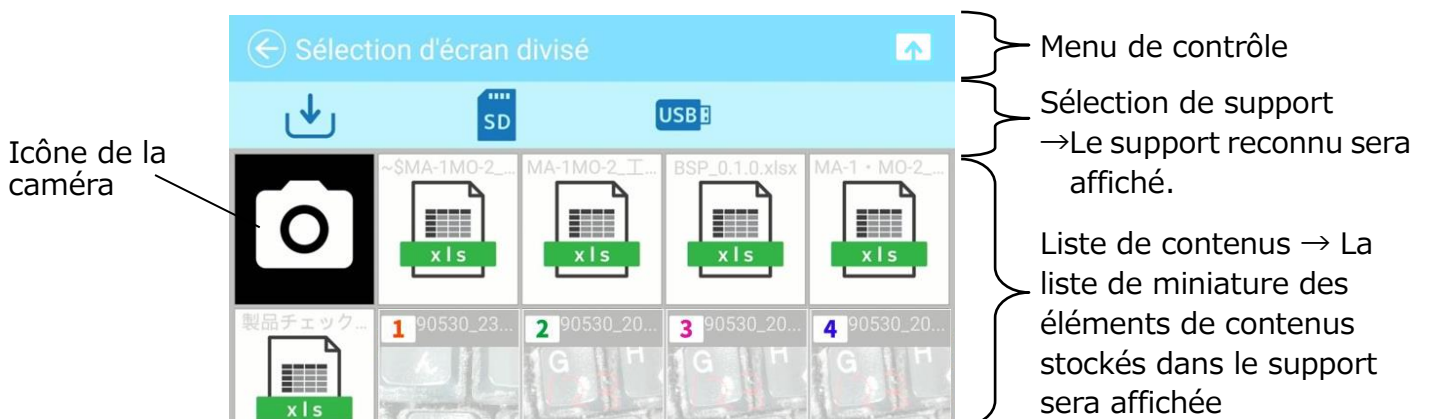 Sélection d'écran divisé
SD
USB
~$MA-1MO-2_...
MA-1MO-2_工...
BSP_0.1.0.xlsx
MA-1・MO-2_...
xls
xls
xls
xls
製品チェック...
1 90530_23...
2 90530_20...
3 90530_20...
4 90530_20...
G
H
G
H
G
H
xls
Icône de la
caméra
Menu de contrôle
Sélection de support
→Le support reconnu sera
affiché.
Liste de contenus → La
liste de miniature des
éléments de contenus
stockés dans le support
sera affichée